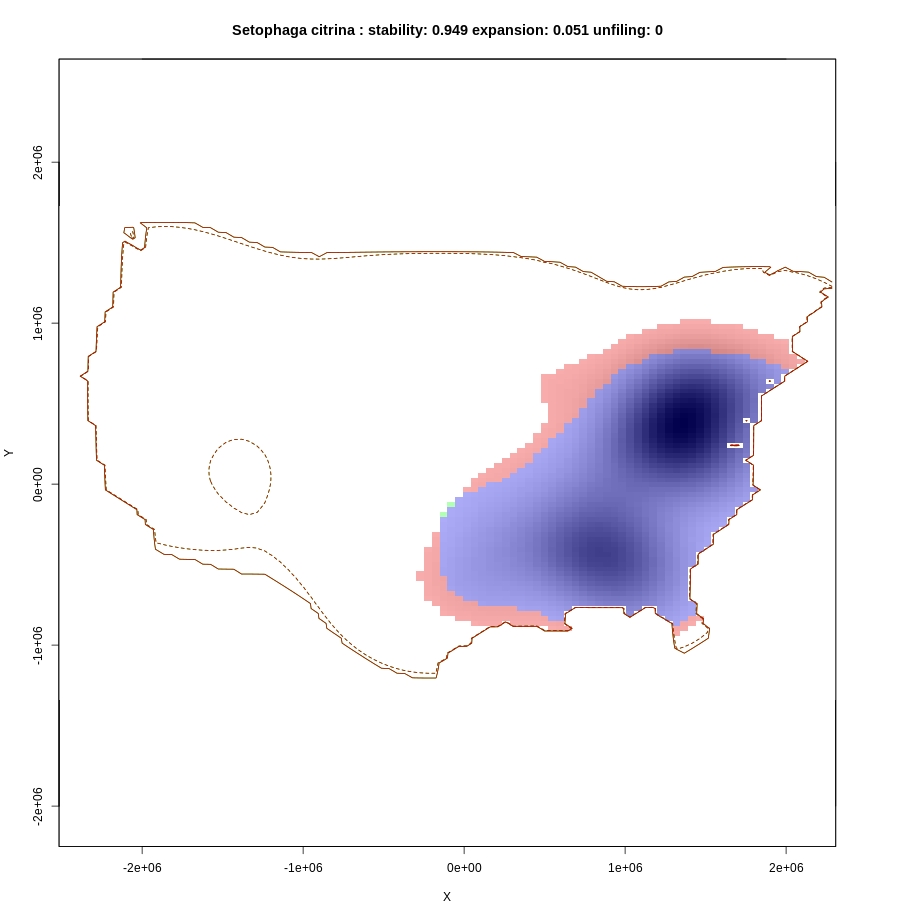 Setophaga citrina : stability: 0.949 expansion: 0.051 unfiling: 0
2e+06
1e+06
0e+00
-1e+06
-2e+06
Y
-2e+06 -1e+06 0e+00 1e+06 2e+06
X